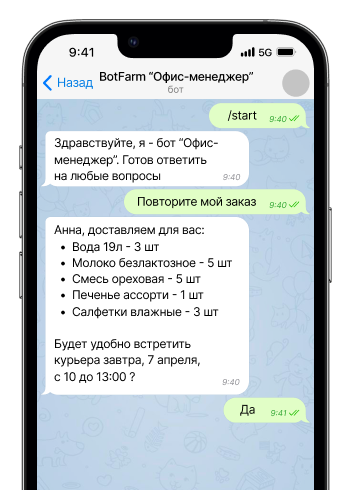 9:41 5G
Назад BotFarm “Офис-менеджер”
бот
/start 9:40
Здравствуйте, я - бот “Офис-
менеджер”. Готов ответить
на любые вопросы 9:40
Повторите мой заказ 9:40
Анна, доставляем для вас:
• Вода 19л - 3 шт
• Молоко безлактозное - 5 шт
• Смесь ореховая - 5 шт
• Печенье ассорти - 1 шт
• Салфетки влажные - 3 шт
Будет удобно встретить
курьера завтра, 7 апреля,
с 10 до 13:00 ? 9:40
Да 9:41